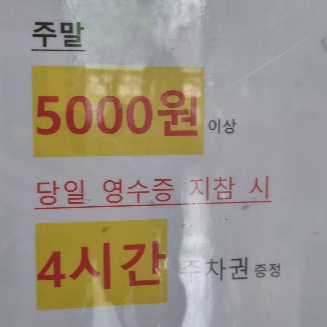 주말
5000원 이상
당일 영수증 지참 시
4시간 주차권 증정